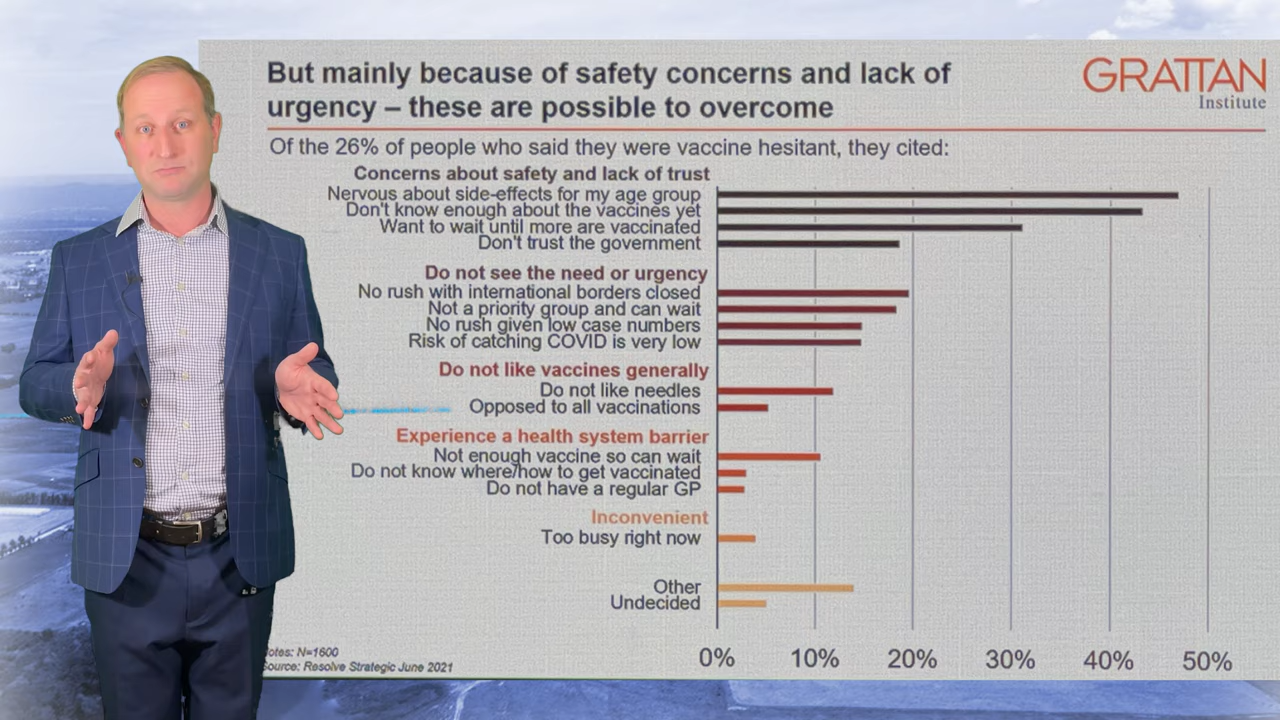 But mainly because of safety concerns and lack of
urgency – these are possible to overcome
GRATTAN
Institute
Of the 26% of people who said they were vaccine hesitant, they cited:
Concerns about safety and lack of trust
Nervous about side-effects for my age group
Don't know enough about the vaccines yet
Want to wait until more are vaccinated
Don't trust the government
Do not see the need or urgency
No rush with international borders closed
Not a priority group and can wait
No rush given low case numbers
Risk of catching COVID is very low
Do not like vaccines generally
Do not like needles
Opposed to all vaccinations
Experience a health system barrier
Not enough vaccine so can wait
Do not know where/how to get vaccinated
Do not have a regular GP
Inconvenient
Too busy right now
Other
Undecided
0% 10% 20% 30% 40% 50%
otes: N=1600
ource: Resolve Strategic June 2021